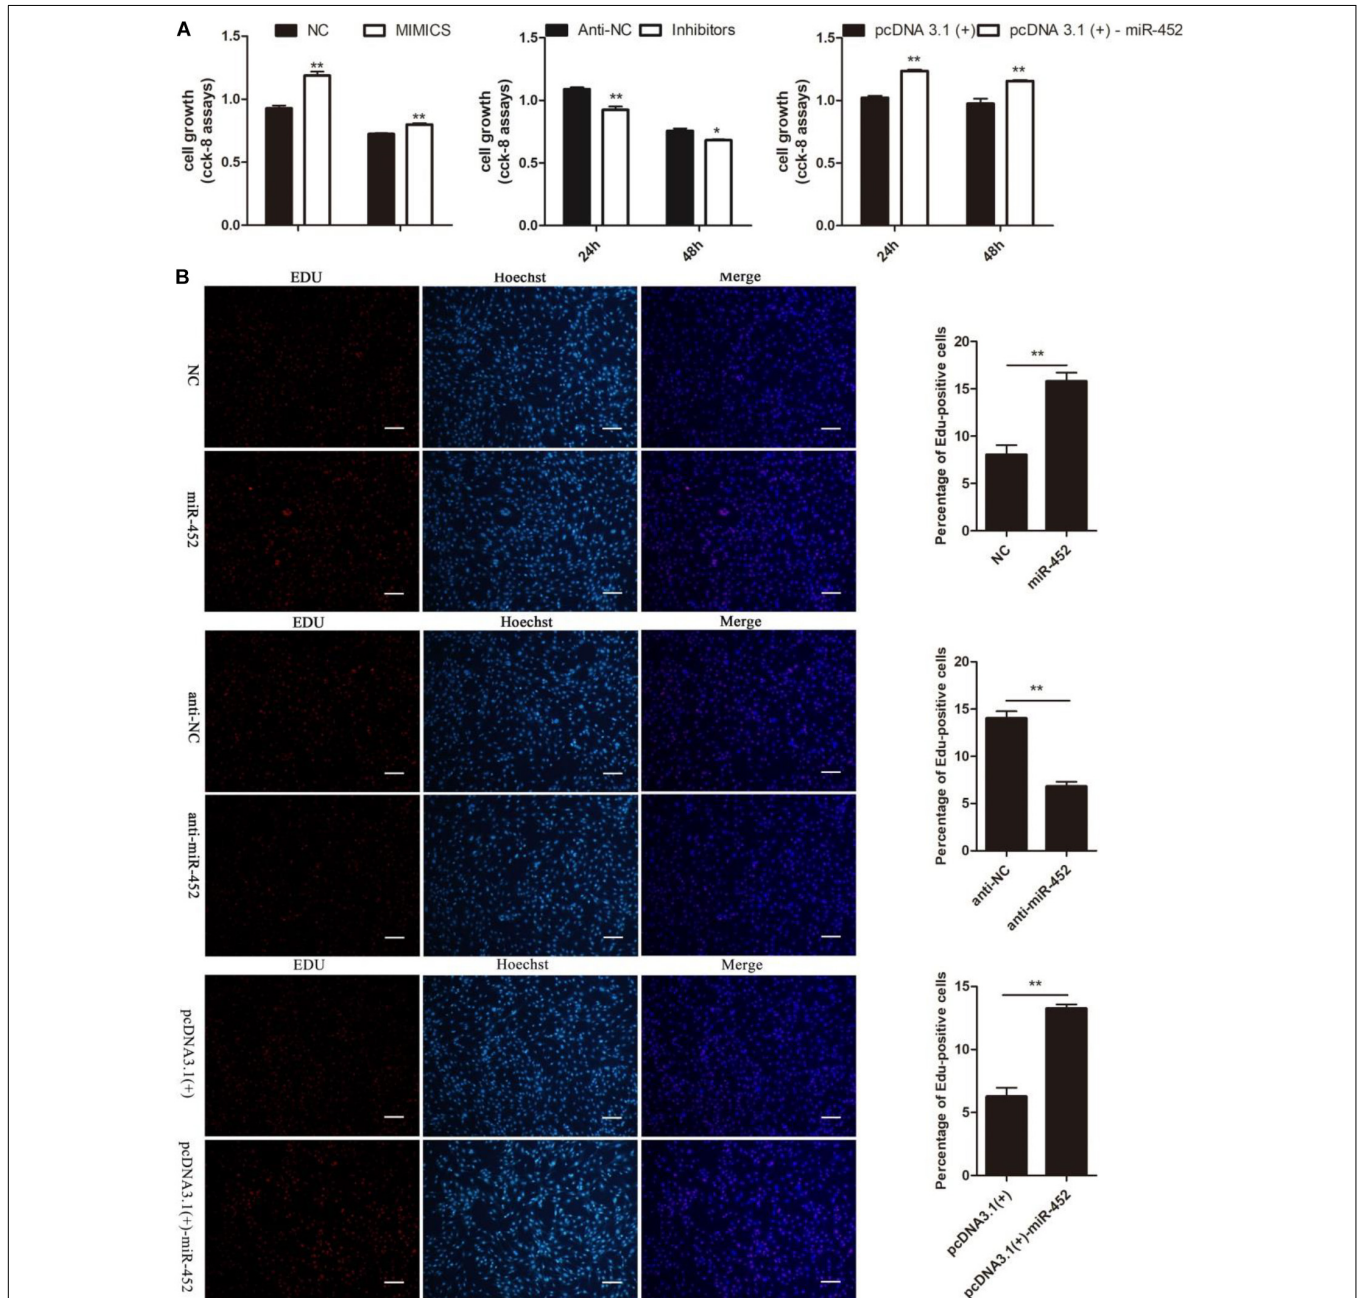 A
NC MIMICS
Anti-NC Inhibitors
pcDNA 3.1 (+) pcDNA 3.1 (+) - miR-452
cell growth
(cck-8 assays)
1.5
1.0
0.5
0.0
** **
cell growth
(cck-8 assays)
1.5
1.0
0.5
0.0
** *
24h 48h
cell growth
(cck-8 assays)
1.5
1.0
0.5
0.0
** **
24h 48h
B
EDU Hoechst Merge
NC
miR-452
Percentage of Edu-positive cells
20
15
10
5
0
**
NC miR-452
EDU Hoechst Merge
anti-NC
anti-miR-452
Percentage of Edu-positive cells
20
15
10
5
0
**
anti-NC anti-miR-452
EDU Hoechst Merge
pcDNA3.1(+)
pcDNA3.1(+)-miR-452
Percentage of Edu-positive cells
15
10
5
0
**
pcDNA3.1(+) pcDNA3.1(+)-miR-452